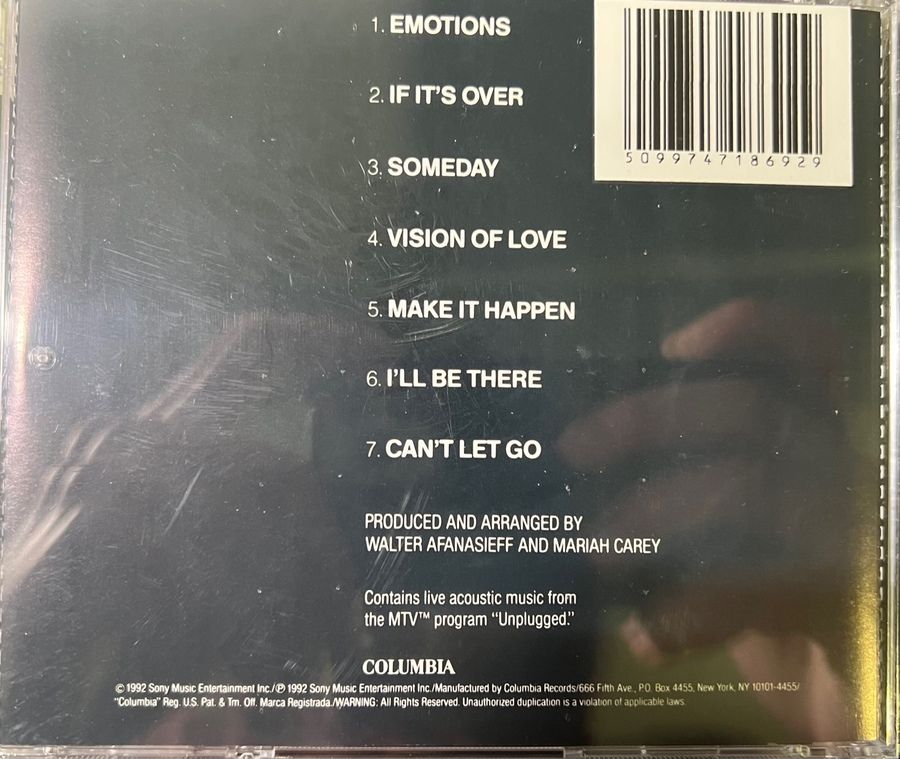 1. EMOTIONS
5099747186929
2. IF IT'S OVER
3. SOMEDAY
4. VISION OF LOVE
5. MAKE IT HAPPEN
6. I'LL BE THERE
7. CAN'T LET GO
PRODUCED AND ARRANGED BY
WALTER AFANASIEFF AND MARIAH CAREY
Contains live acoustic music from
the MTV™ program "Unplugged."
COLUMBIA
© 1992 Sony Music Entertainment Inc./℗ 1992 Sony Music Entertainment Inc./Manufactured by Columbia Records/666 Fifth Ave., P.O. Box 4455, New York, NY 10101-4455/
"Columbia" Reg. U.S. Pat. & Tm. Off. Marca Registrada./WARNING: All Rights Reserved. Unauthorized duplication is a violation of applicable laws.